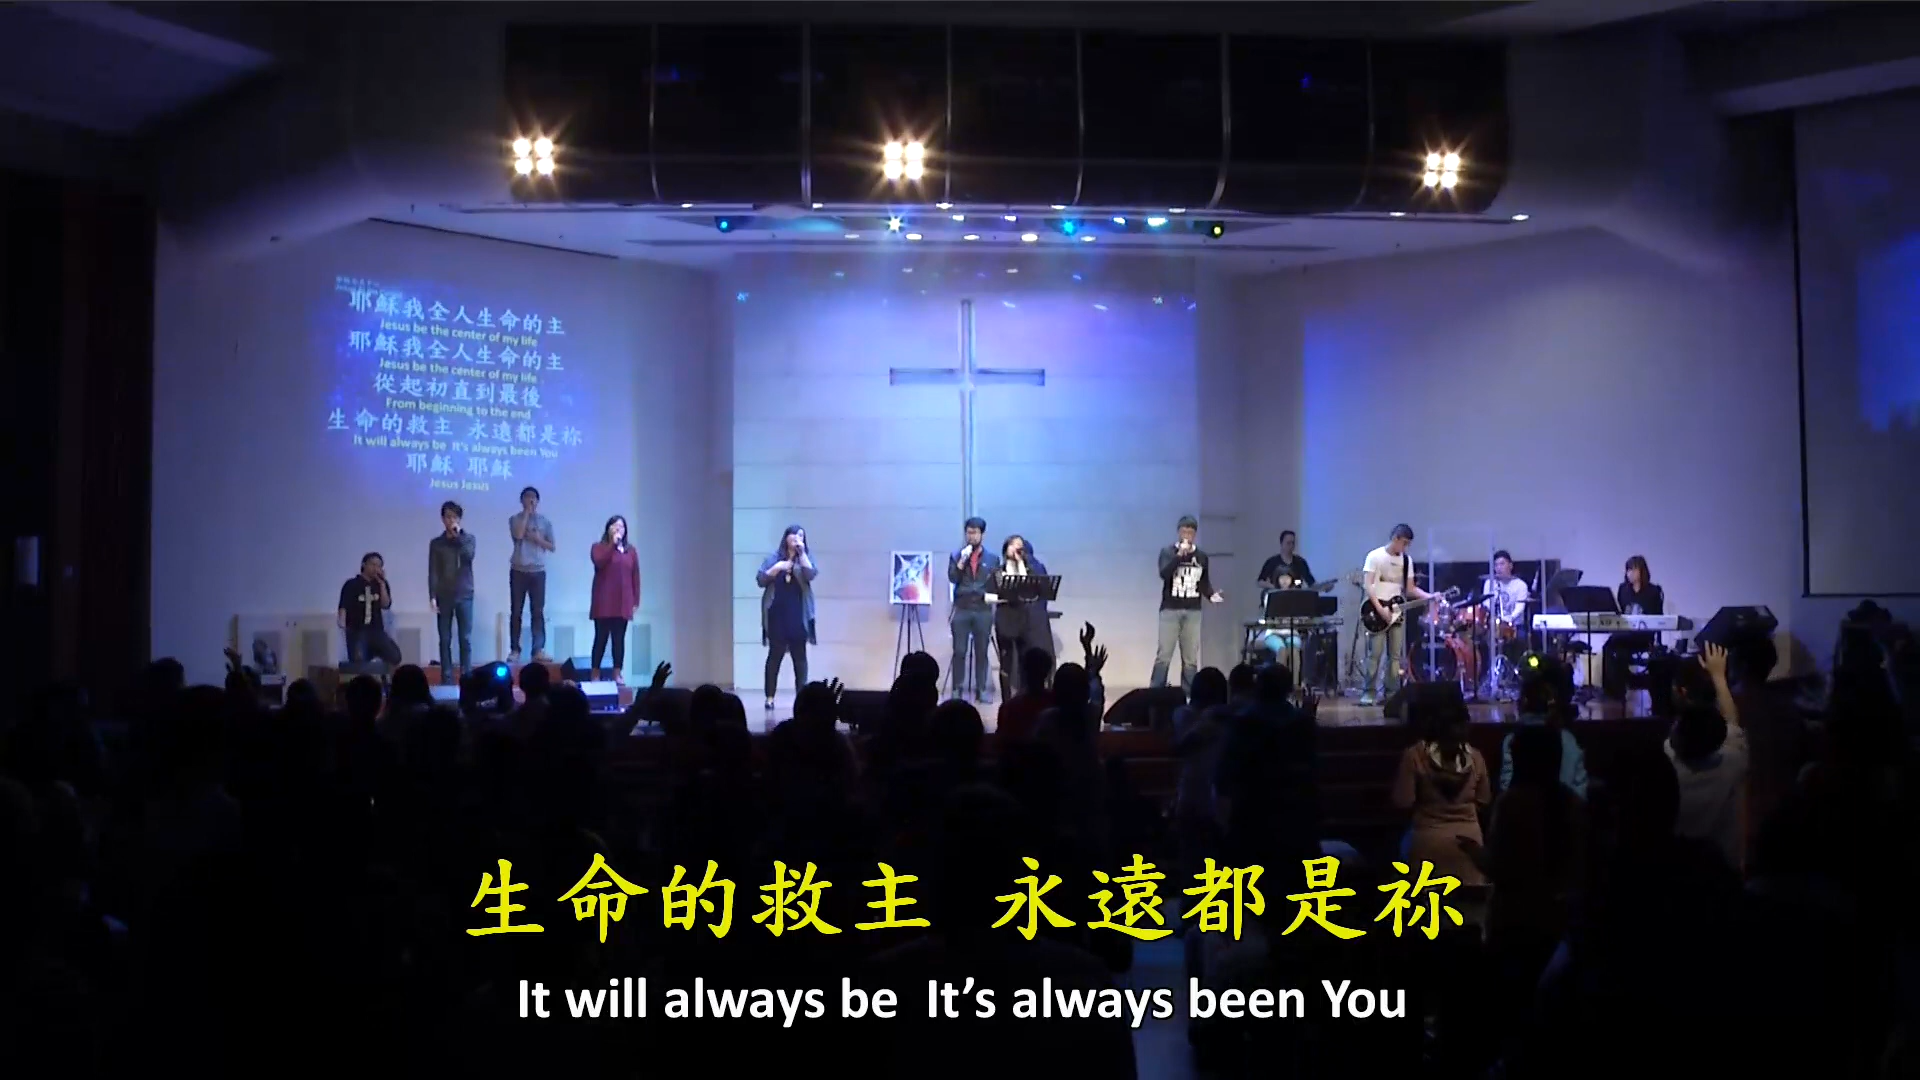 耶穌我全人生命的主
Jesus be the center of my life
耶穌我全人生命的主
Jesus be the center of my life
從起初直到最後
From beginning to the end
生命的救主 永遠都是祢
It will always be It's always been You
耶穌 耶穌
Jesus Jesus
生命的救主 永遠都是祢
It will always be It’s always been You